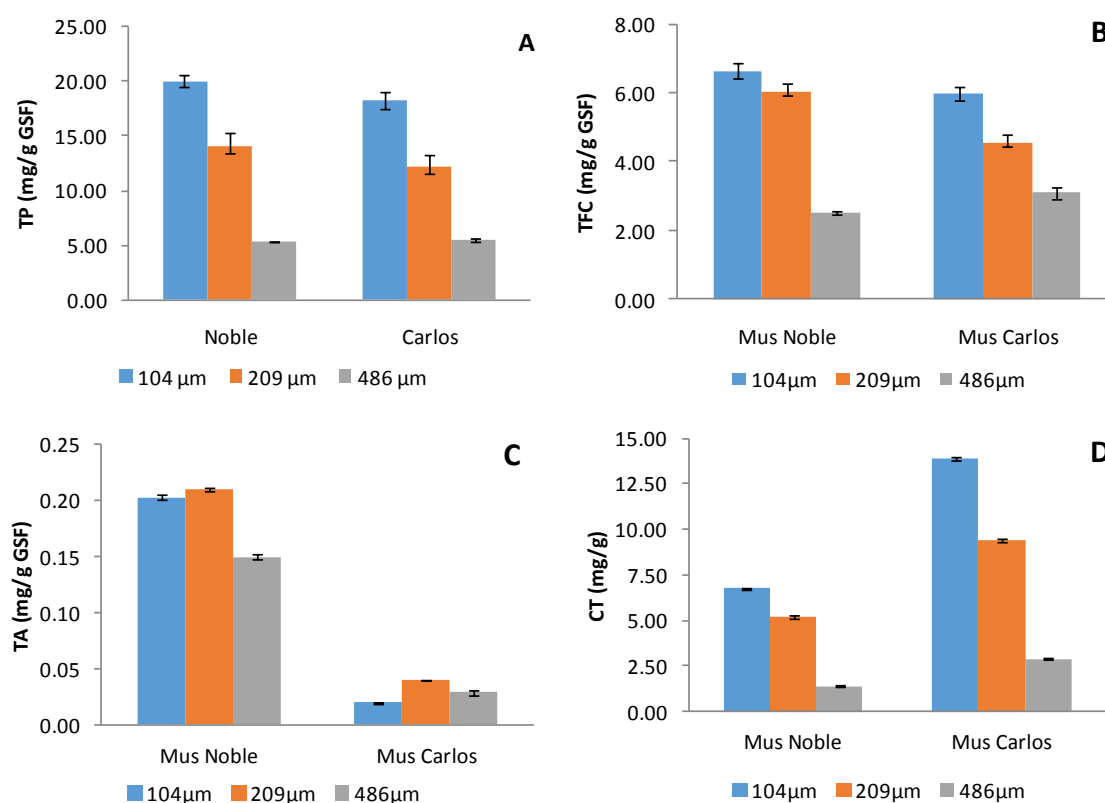 A
25.00
20.00
15.00
10.00
5.00
0.00
TP (mg/g GSF)
Noble Carlos
104 µm 209 µm 486 µm
B
8.00
6.00
4.00
2.00
0.00
TFC (mg/g GSF)
Mus Noble Mus Carlos
104µm 209µm 486µm
C
0.25
0.20
0.15
0.10
0.05
0.00
TA (mg/g GSF)
Mus Noble Mus Carlos
104µm 209µm 486µm
D
15.00
12.50
10.00
7.50
5.00
2.50
0.00
CT (mg/g)
Mus Noble Mus Carlos
104µm 209µm 486µm